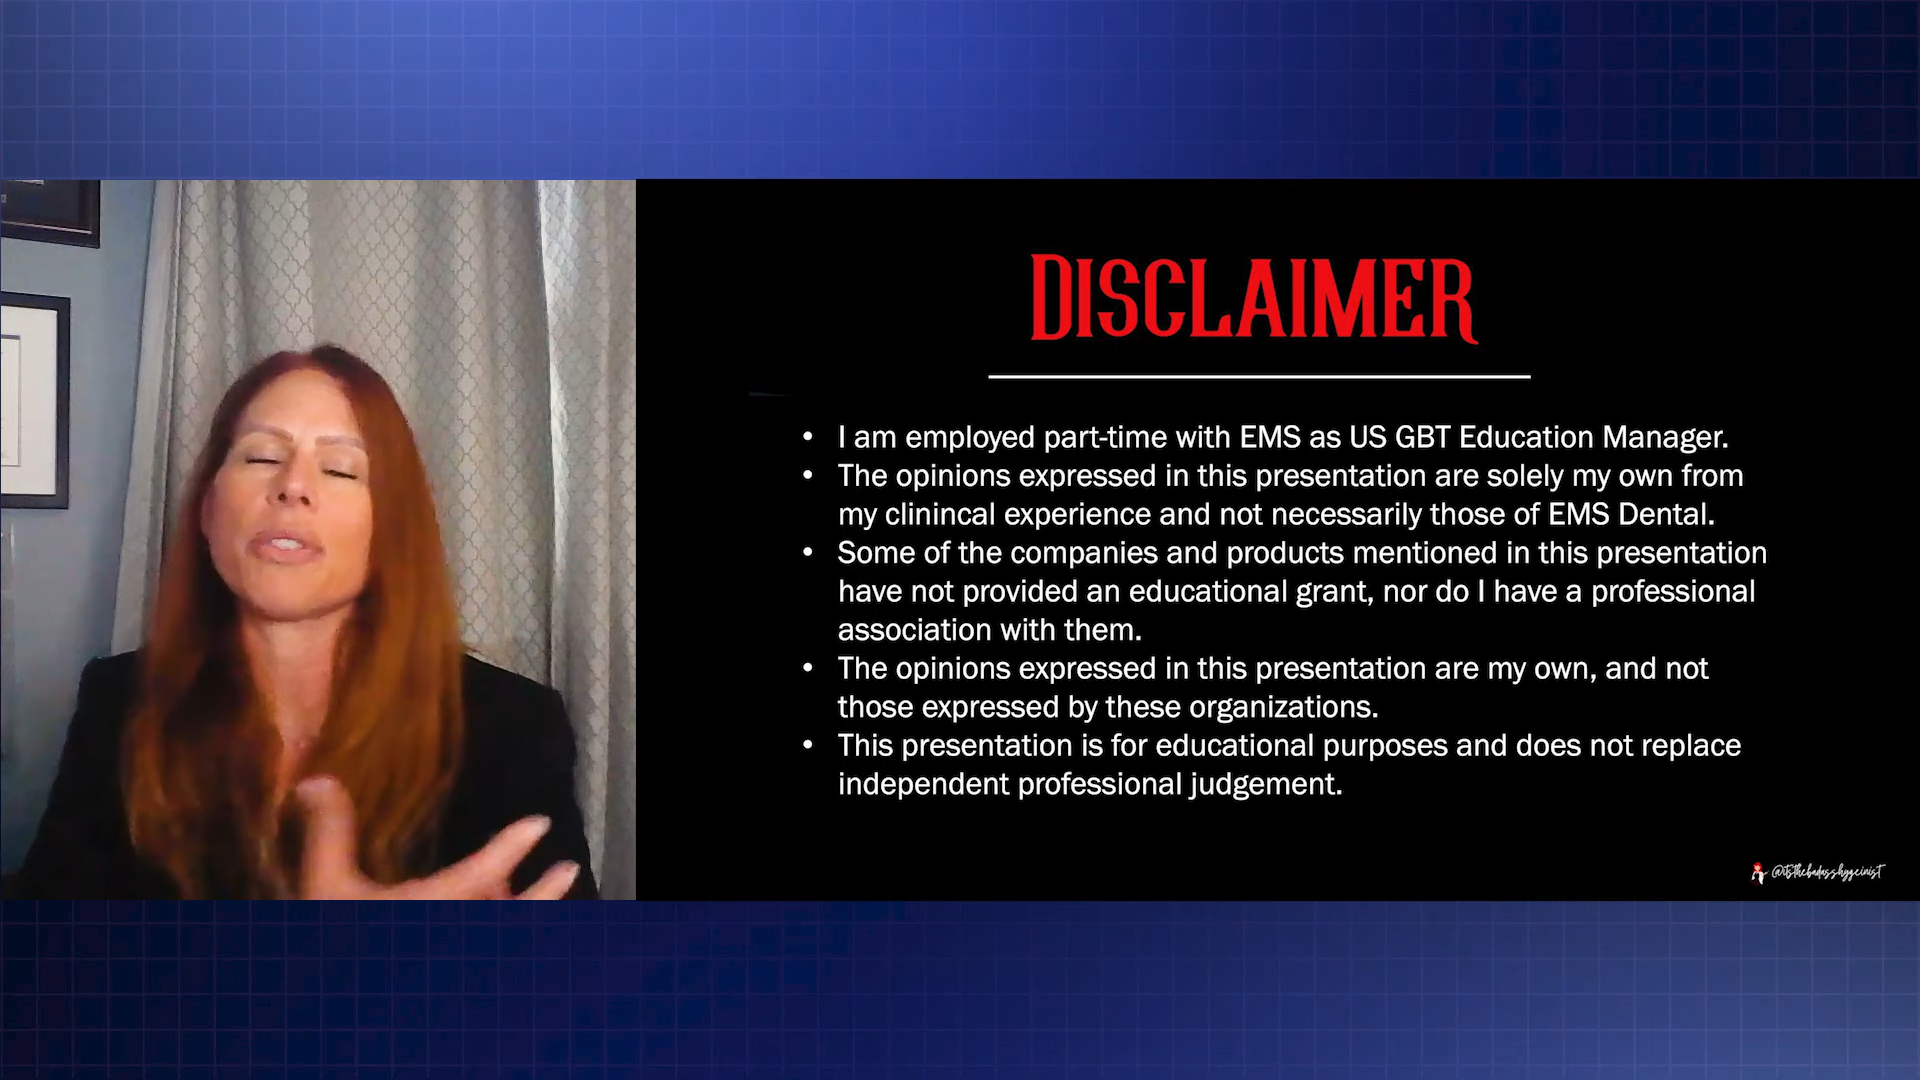 DISCLAIMER
• I am employed part-time with EMS as US GBT Education Manager.
• The opinions expressed in this presentation are solely my own from
my clinincal experience and not necessarily those of EMS Dental.
• Some of the companies and products mentioned in this presentation
have not provided an educational grant, nor do I have a professional
association with them.
• The opinions expressed in this presentation are my own, and not
those expressed by these organizations.
• This presentation is for educational purposes and does not replace
independent professional judgement.
@itsthebadasshygeinist